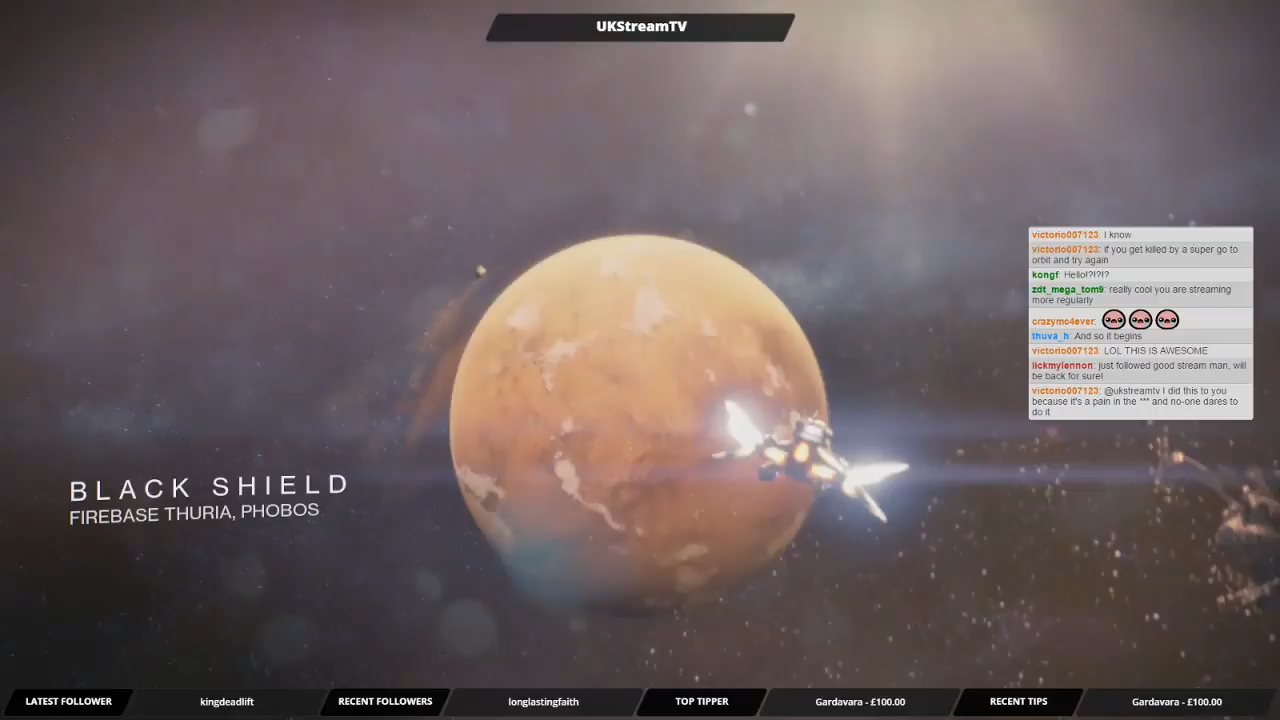 UKStreamTV
victorio007123: I know
victorio007123: if you get killed by a super go to
orbit and try again
kongf: Hello!?!?!?
zdt_mega_tom9: really cool you are streaming
more regularly
crazymc4ever:
thuva_h: And so it begins
victorio007123: LOL THIS IS AWESOME
lickmylennon: just followed good stream man, will
be back for sure!
victorio007123: @ukstreamtv I did this to you
because it's a pain in the *** and no-one dares to
do it
BLACK SHIELD
FIREBASE THURIA, PHOBOS
LATEST FOLLOWER kingdeadlift RECENT FOLLOWERS longlastingfaith TOP TIPPER Gardavara - £100.00 RECENT TIPS Gardavara - £100.00